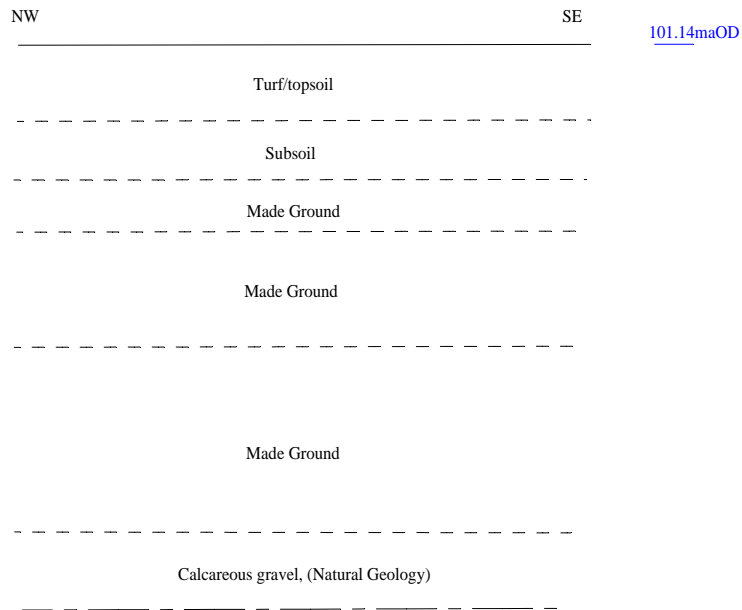 NW
SE
101.14maOD
Turf/topsoil
Subsoil
Made Ground
Made Ground
Made Ground
Calcareous gravel, (Natural Geology)